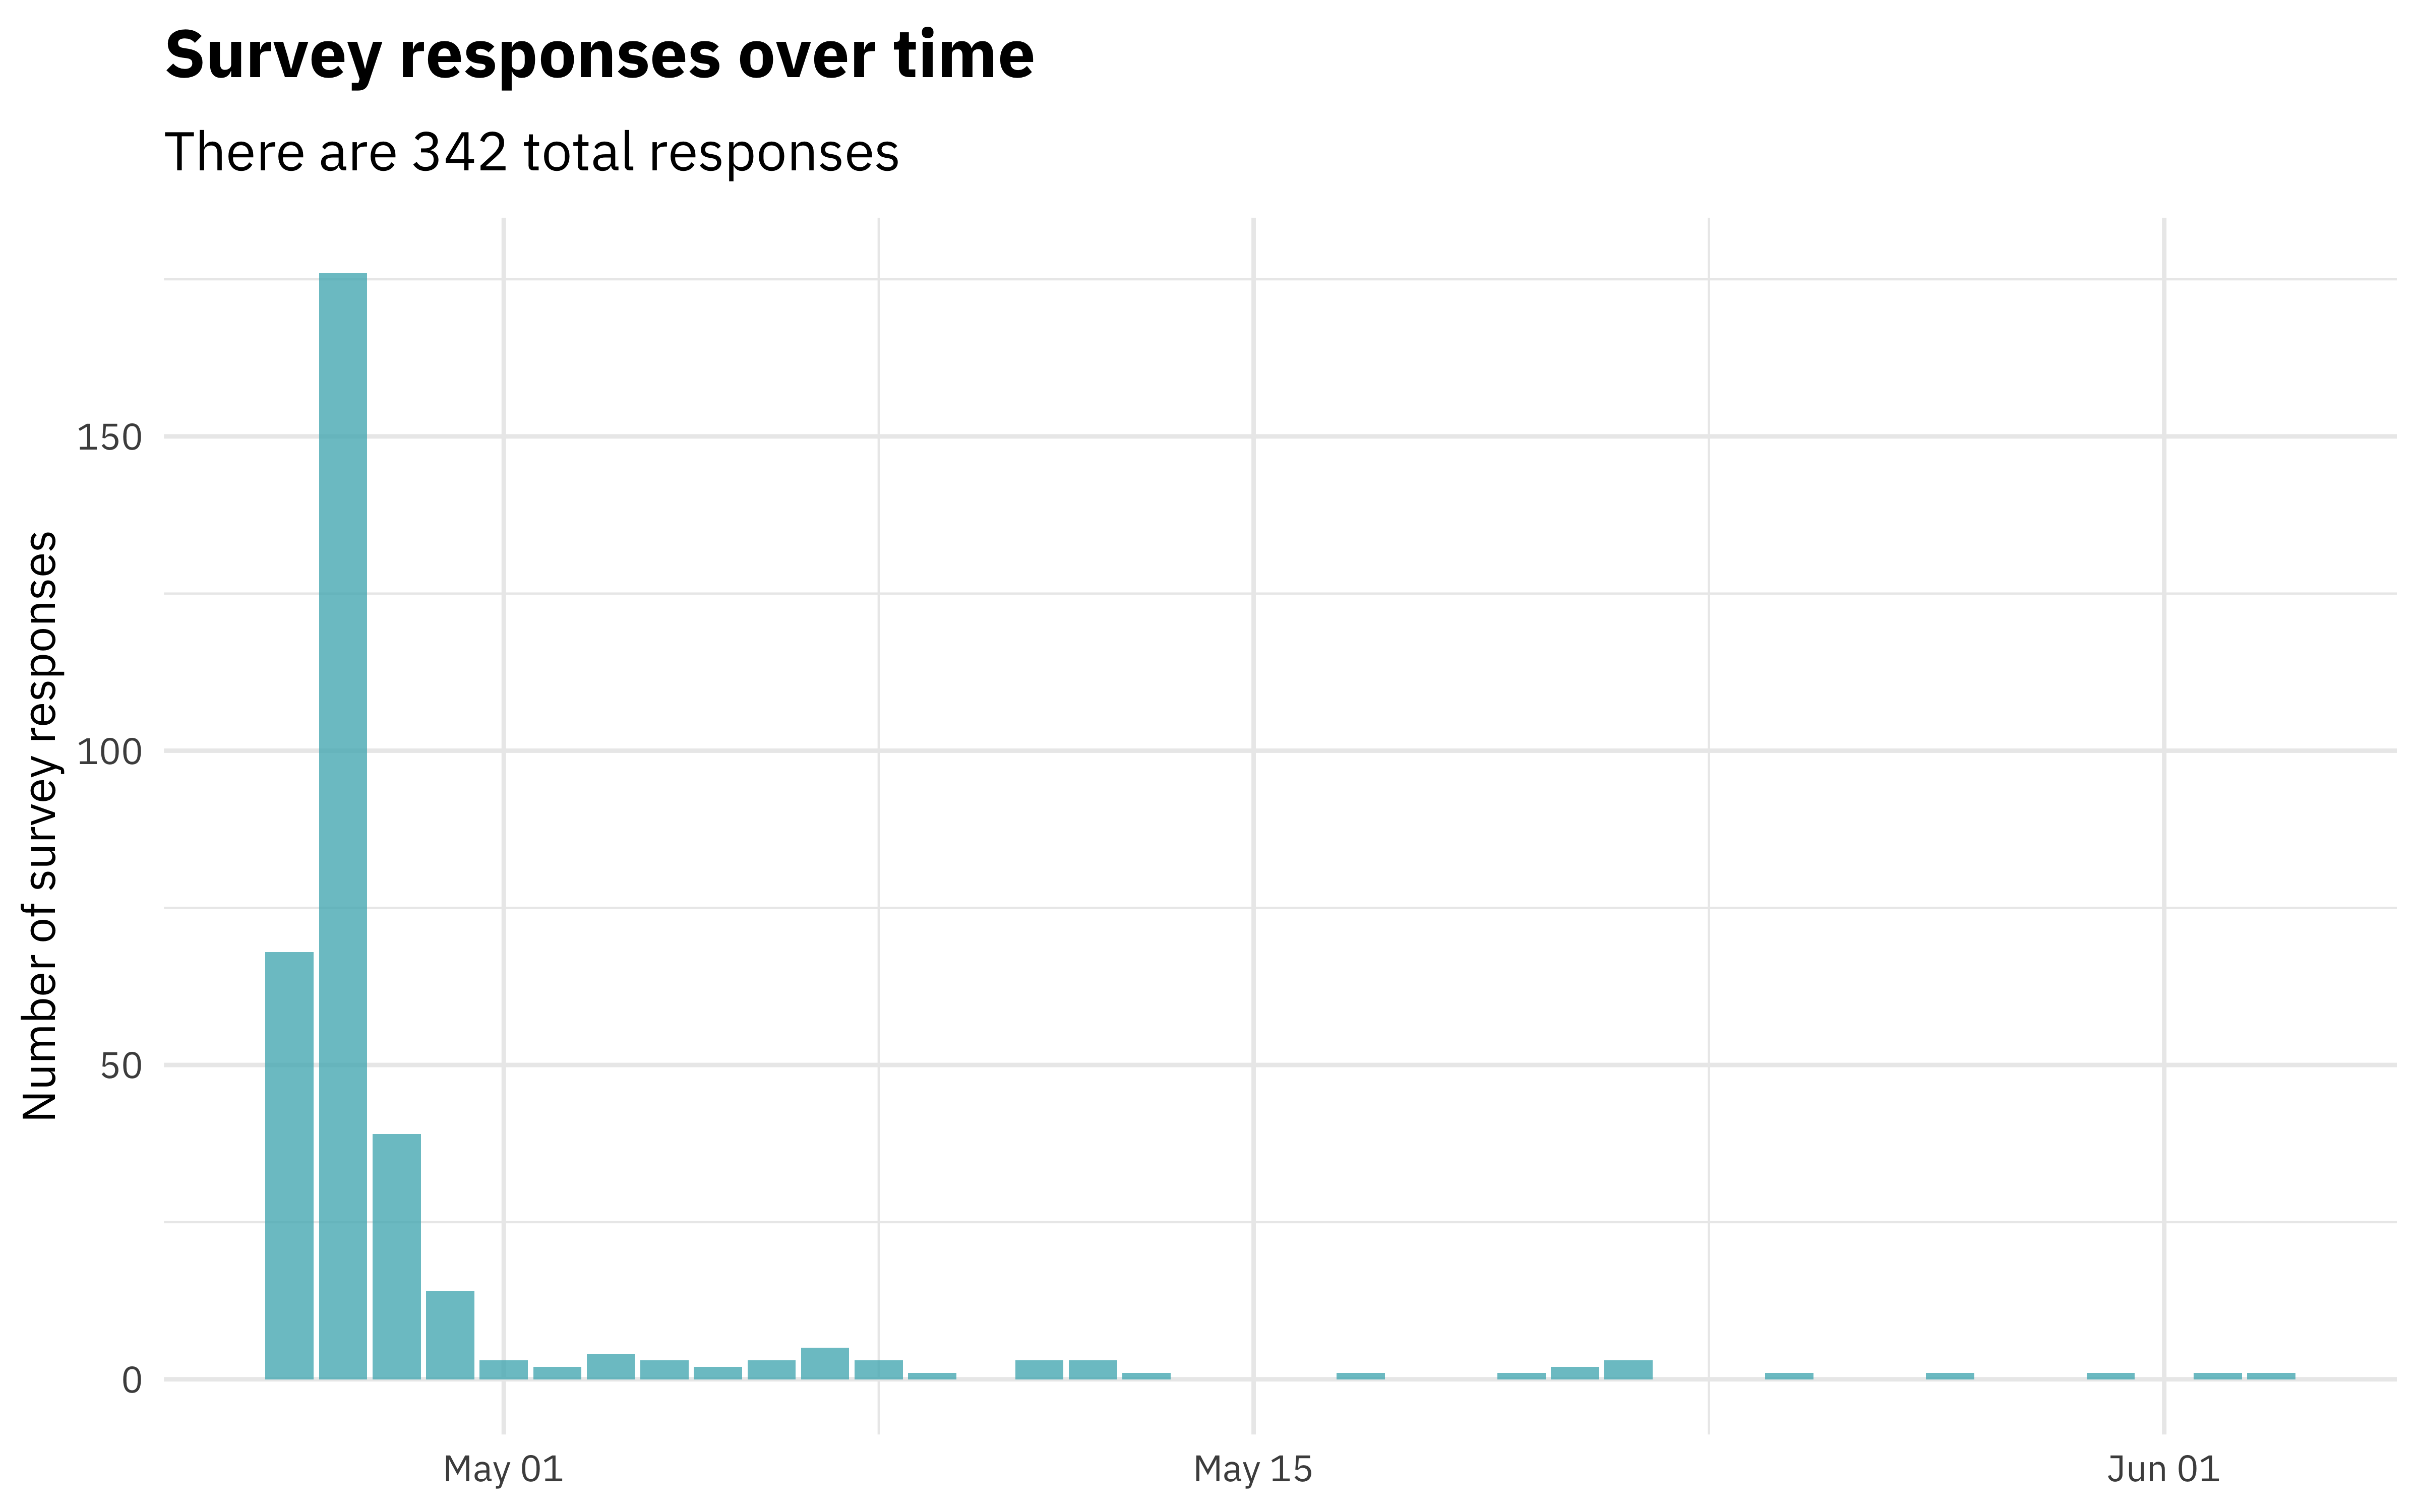 Survey responses over time
There are 342 total responses
Number of survey responses
150
100
50
0
May 01
May 15
Jun 01